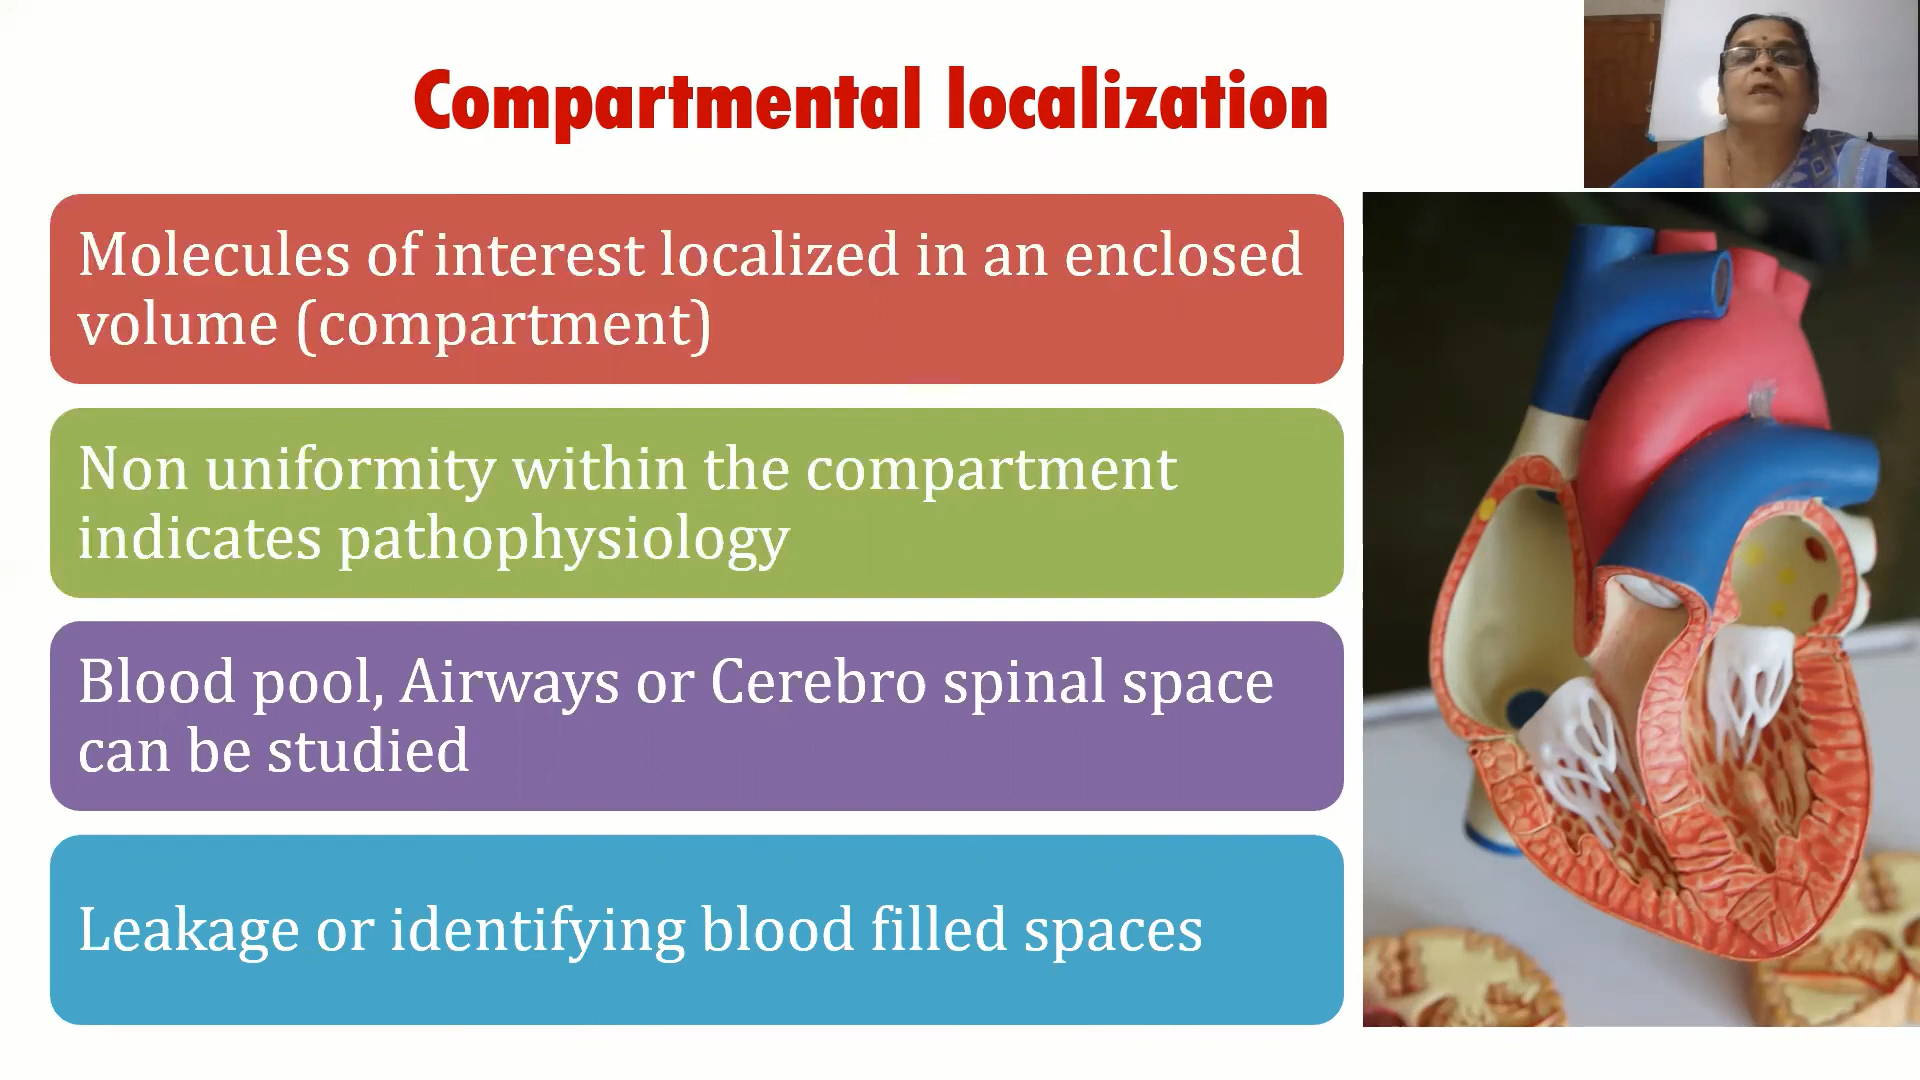 Compartmental localization
Molecules of interest localized in an enclosed
volume (compartment)
Non uniformity within the compartment
indicates pathophysiology
Blood pool, Airways or Cerebro spinal space
can be studied
Leakage or identifying blood filled spaces